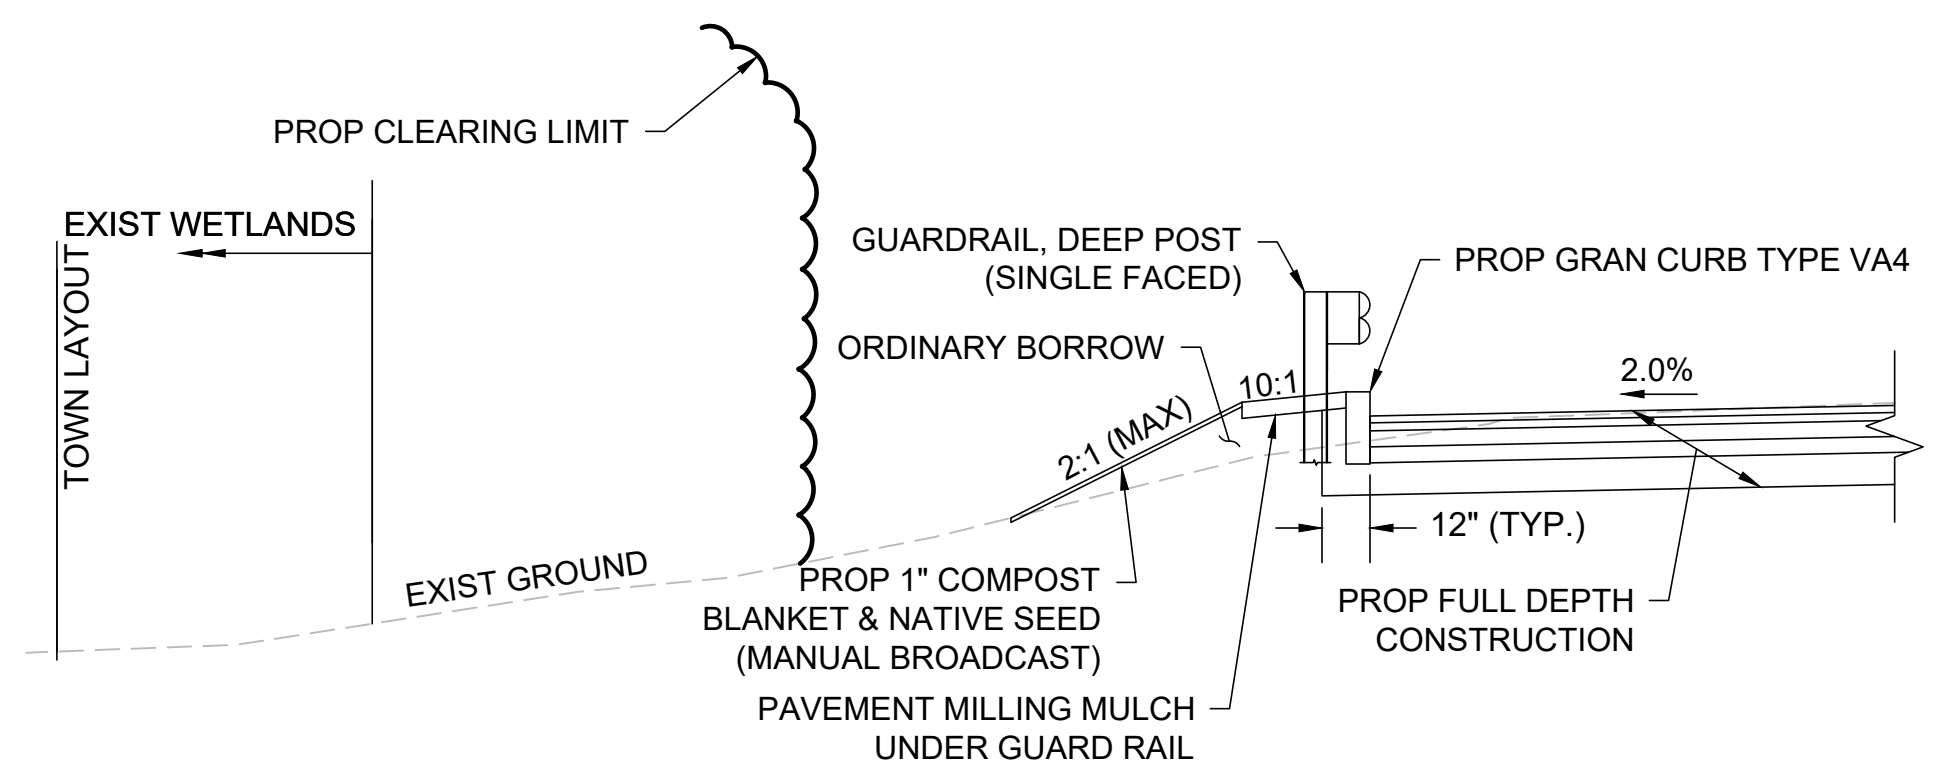 PROP CLEARING LIMIT
EXIST WETLANDS
TOWN LAYOUT
GUARDRAIL, DEEP POST
(SINGLE FACED)
PROP GRAN CURB TYPE VA4
ORDINARY BORROW
10:1
2.0%
2:1 (MAX)
12" (TYP.)
EXIST GROUND
PROP 1" COMPOST
BLANKET & NATIVE SEED
(MANUAL BROADCAST)
PROP FULL DEPTH
CONSTRUCTION
PAVEMENT MILLING MULCH
UNDER GUARD RAIL